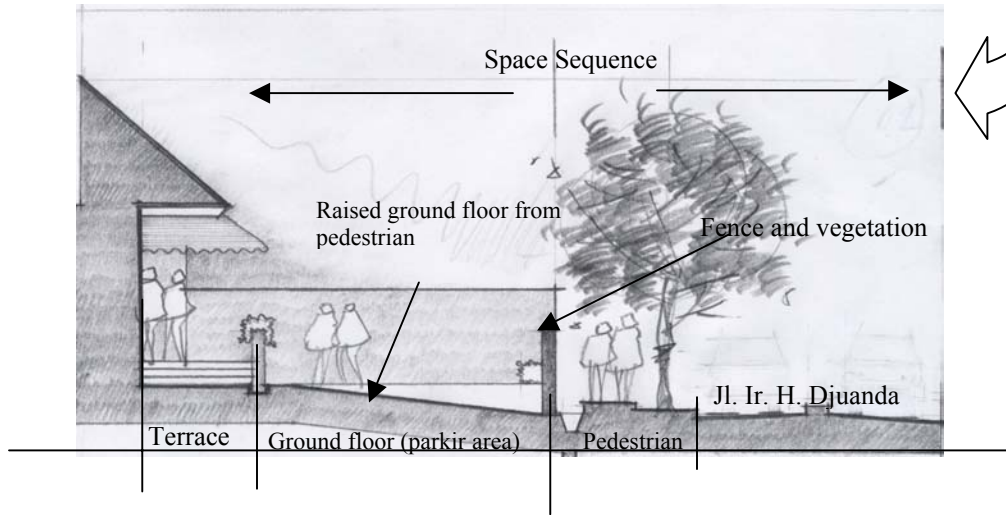 Space Sequence
Raised ground floor from
pedestrian
Fence and vegetation
Jl. Ir. H. Djuanda
Terrace
Ground floor (parkir area)
Pedestrian